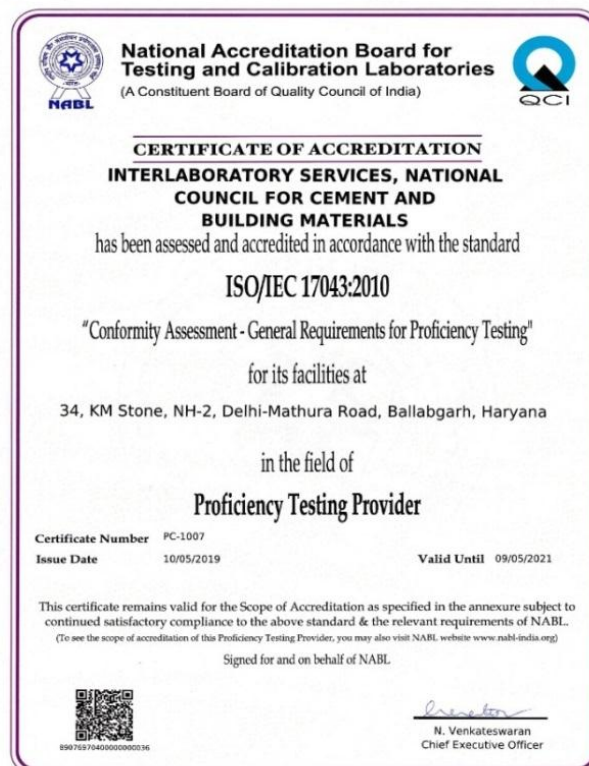 National Accreditation Board for
Testing and Calibration Laboratories
(A Constituent Board of Quality Council of India)
NABL
QCI
CERTIFICATE OF ACCREDITATION
INTERLABORATORY SERVICES, NATIONAL
COUNCIL FOR CEMENT AND
BUILDING MATERIALS
has been assessed and accredited in accordance with the standard
ISO/IEC 17043:2010
"Conformity Assessment - General Requirements for Proficiency Testing"
for its facilities at
34, KM Stone, NH-2, Delhi-Mathura Road, Ballabgarh, Haryana
in the field of
Proficiency Testing Provider
Certificate Number PC-1007
Issue Date 10/05/2019 Valid Until 09/05/2021
This certificate remains valid for the Scope of Accreditation as specified in the annexure subject to
continued satisfactory compliance to the above standard & the relevant requirements of NABL.
(To see the scope of accreditation of this Proficiency Testing Provider, you may also visit NABL website www.nabl-india.org)
Signed for and on behalf of NABL
N. Venkateswaran
Chief Executive Officer